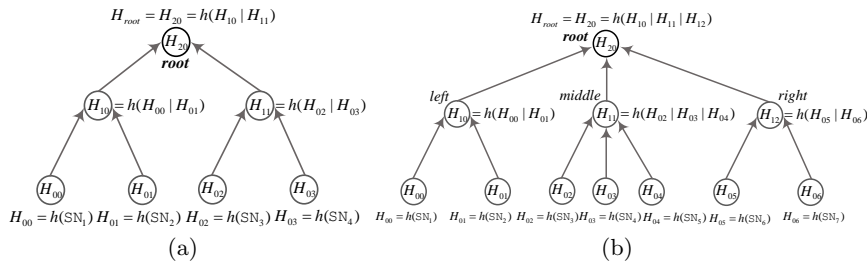 H_root = H_20 = h(H_10 | H_11)
H_20
root
H_10 = h(H_00 | H_01)
H_11 = h(H_02 | H_03)
H_00
H_01
H_02
H_03
H_00 = h(SN_1)
H_01 = h(SN_2)
H_02 = h(SN_3)
H_03 = h(SN_4)
(a)
H_root = H_20 = h(H_10 | H_11 | H_12)
root
H_20
left
middle
right
H_10 = h(H_00 | H_01)
H_11 = h(H_02 | H_03 | H_04)
H_12 = h(H_05 | H_06)
H_00
H_01
H_02
H_03
H_04
H_05
H_06
H_00 = h(SN_1)
H_01 = h(SN_2)
H_02 = h(SN_3)
H_03 = h(SN_4)
H_04 = h(SN_5)
H_05 = h(SN_6)
H_06 = h(SN_7)
(b)